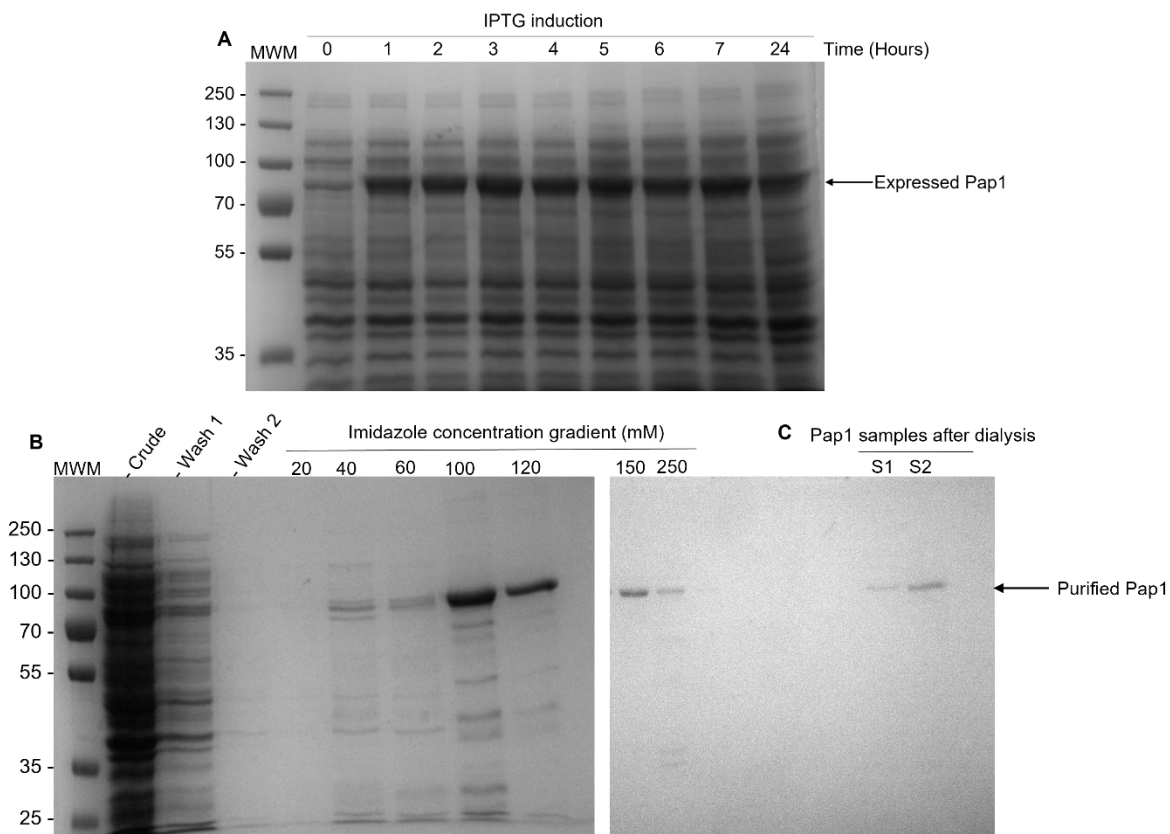 IPTG induction
A
MWM 0 1 2 3 4 5 6 7 24 Time (Hours)
250 -
130 -
100 -
Expressed Pap1
70 -
55 -
35 -
B
- Crude
- Wash 1
- Wash 2
Imidazole concentration gradient (mM)
C Pap1 samples after dialysis
MWM 20 40 60 100 120 150 250 S1 S2
250 -
130 -
100 -
Purified Pap1
70 -
55 -
35 -
25 -